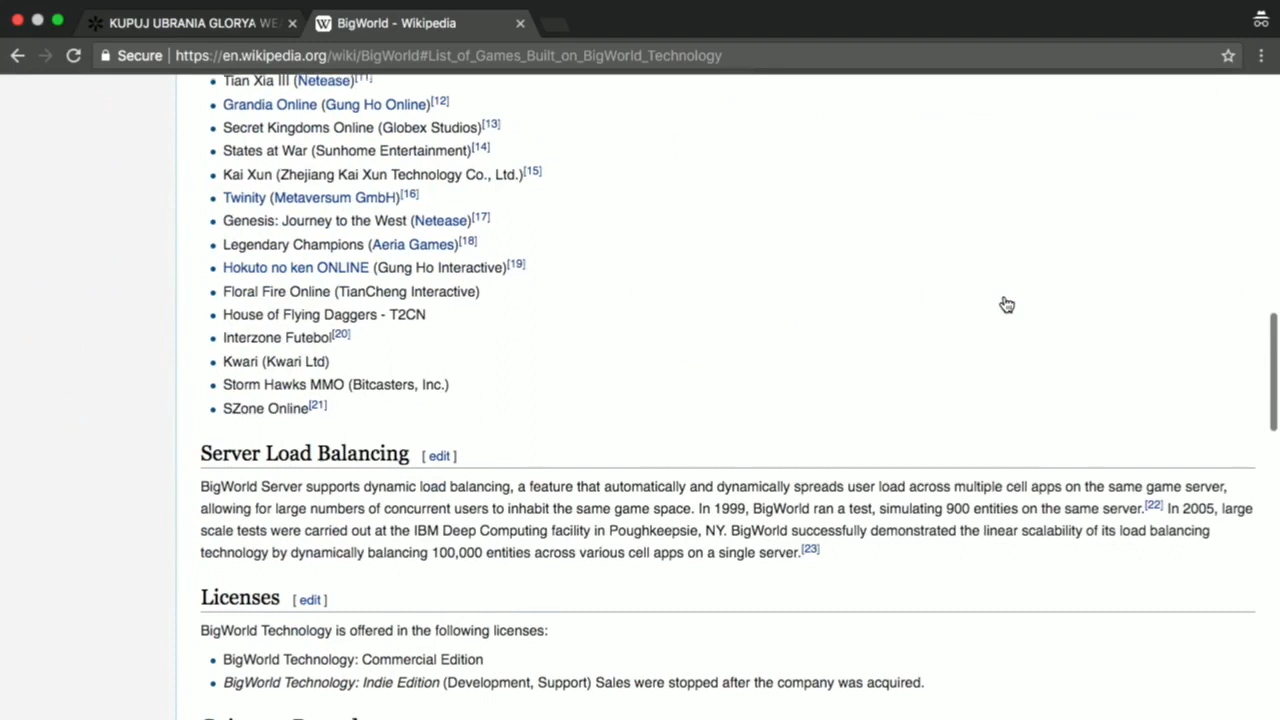 KUPUJ UBRANIA GLORYA WE
BigWorld - Wikipedia
Secure https://en.wikipedia.org/wiki/BigWorld#List_of_Games_Built_on_BigWorld_Technology
Tian Xia III (Netease)[11]
Grandia Online (Gung Ho Online)[12]
Secret Kingdoms Online (Globex Studios)[13]
States at War (Sunhome Entertainment)[14]
Kai Xun (Zhejiang Kai Xun Technology Co., Ltd.)[15]
Twinity (Metaversum GmbH)[16]
Genesis: Journey to the West (Netease)[17]
Legendary Champions (Aeria Games)[18]
Hokuto no ken ONLINE (Gung Ho Interactive)[19]
Floral Fire Online (TianCheng Interactive)
House of Flying Daggers - T2CN
Interzone Futebol[20]
Kwari (Kwari Ltd)
Storm Hawks MMO (Bitcasters, Inc.)
SZone Online[21]
Server Load Balancing [ edit ]
BigWorld Server supports dynamic load balancing, a feature that automatically and dynamically spreads user load across multiple cell apps on the same game server,
allowing for large numbers of concurrent users to inhabit the same game space. In 1999, BigWorld ran a test, simulating 900 entities on the same server.[22] In 2005, large
scale tests were carried out at the IBM Deep Computing facility in Poughkeepsie, NY. BigWorld successfully demonstrated the linear scalability of its load balancing
technology by dynamically balancing 100,000 entities across various cell apps on a single server.[23]
Licenses [ edit ]
BigWorld Technology is offered in the following licenses:
BigWorld Technology: Commercial Edition
BigWorld Technology: Indie Edition (Development, Support) Sales were stopped after the company was acquired.